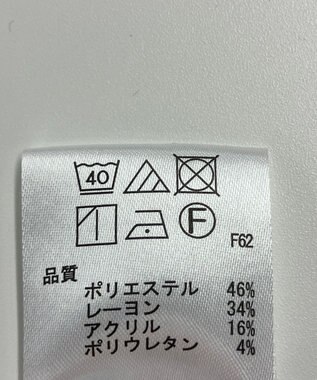 40
F
F62
品質
ポリエステル 46%
レーヨン 34%
アクリル 16%
ポリウレタン 4%